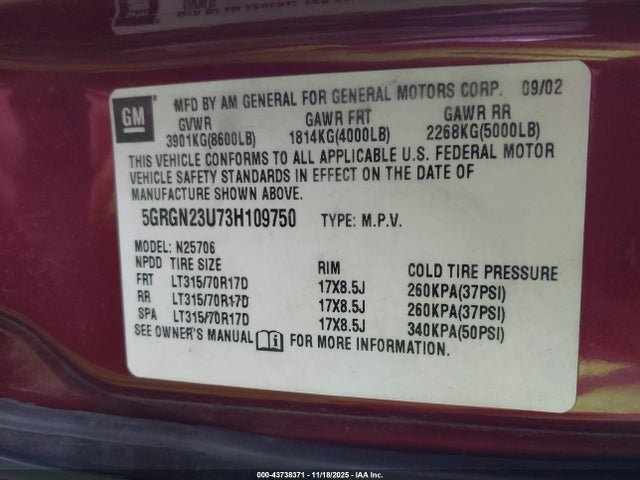 GM MFD BY AM GENERAL FOR GENERAL MOTORS CORP. 09/02
GVWR GAWR FRT GAWR RR
3901KG(8600LB) 1814KG(4000LB) 2268KG(5000LB)
THIS VEHICLE CONFORMS TO ALL APPLICABLE U.S. FEDERAL MOTOR
VEHICLE SAFETY STANDARDS IN EFFECT ON THE DATE OF
MANUFACTURE SHOWN ABOVE.
5GRGN23U73H109750 TYPE: M.P.V.
MODEL: N25706
NPDD TIRE SIZE RIM COLD TIRE PRESSURE
FRT LT315/70R17D 17X8.5J 260KPA(37PSI)
RR LT315/70R17D 17X8.5J 260KPA(37PSI)
SPA LT315/70R17D 17X8.5J 340KPA(50PSI)
SEE OWNER'S MANUAL FOR MORE INFORMATION.
000-43738371 - 11/18/2025 - IAA Inc.